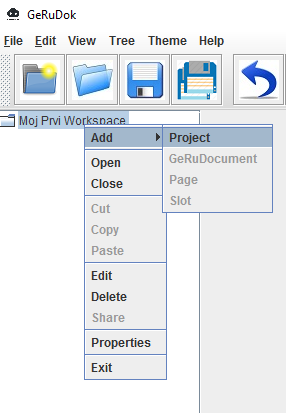 GeRuDok
File Edit View Tree Theme Help
Moj Prvi Workspace
Add Project
GeRuDocument
Open
Page
Close
Slot
Cut
Copy
Paste
Edit
Delete
Share
Properties
Exit